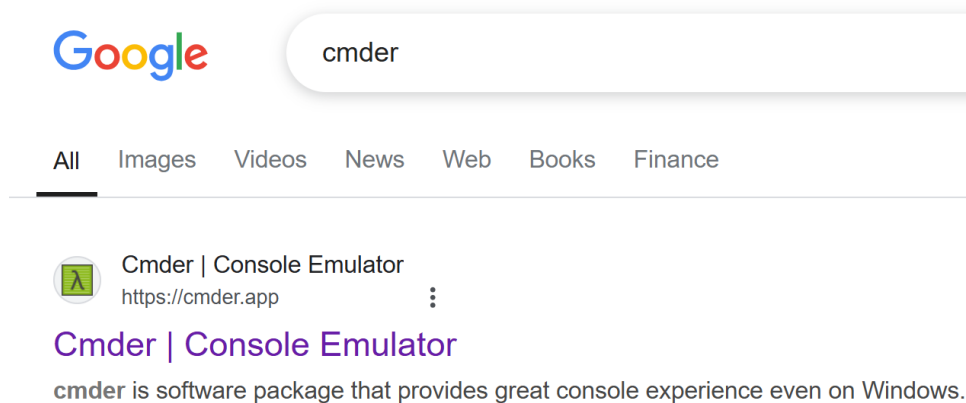 Google cmder
All Images Videos News Web Books Finance
λ Cmder | Console Emulator
https://cmder.app
Cmder | Console Emulator
cmder is software package that provides great console experience even on Windows.